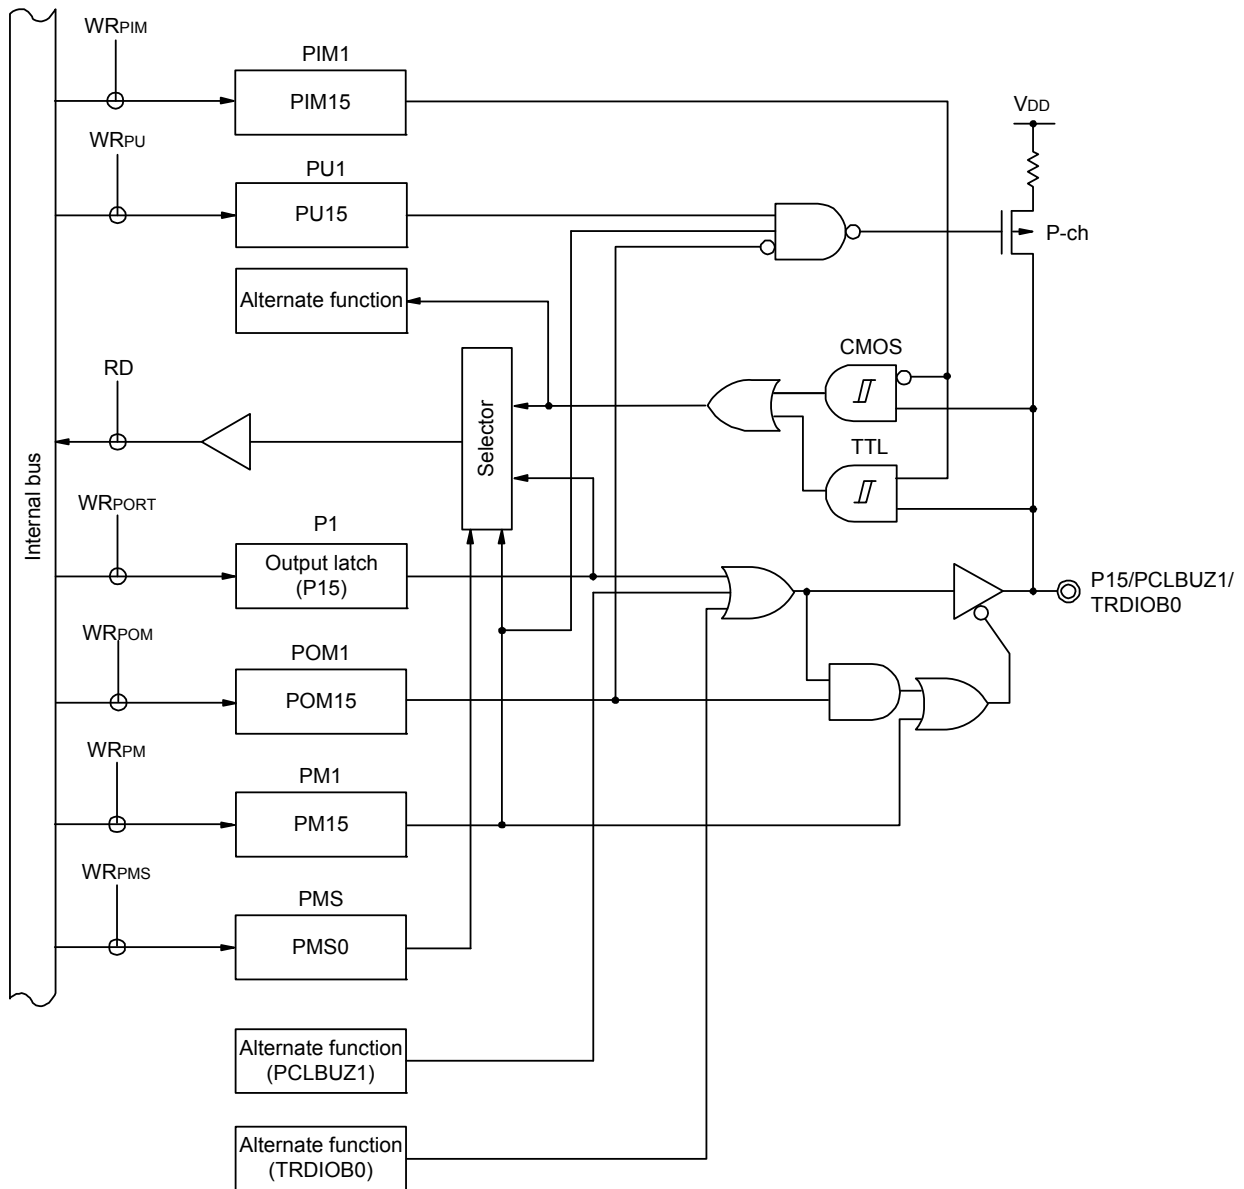 WRPIM
PIM1
PIM15
VDD
WRPU
PU1
PU15
P-ch
Alternate function
CMOS
RD
Selector
TTL
Internal bus
WRPORT
P1
Output latch
(P15)
P15/PCLBUZ1/
TRDIOB0
WRPOM
POM1
POM15
WRPM
PM1
PM15
WRPMS
PMS
PMS0
Alternate function
(PCLBUZ1)
Alternate function
(TRDIOB0)